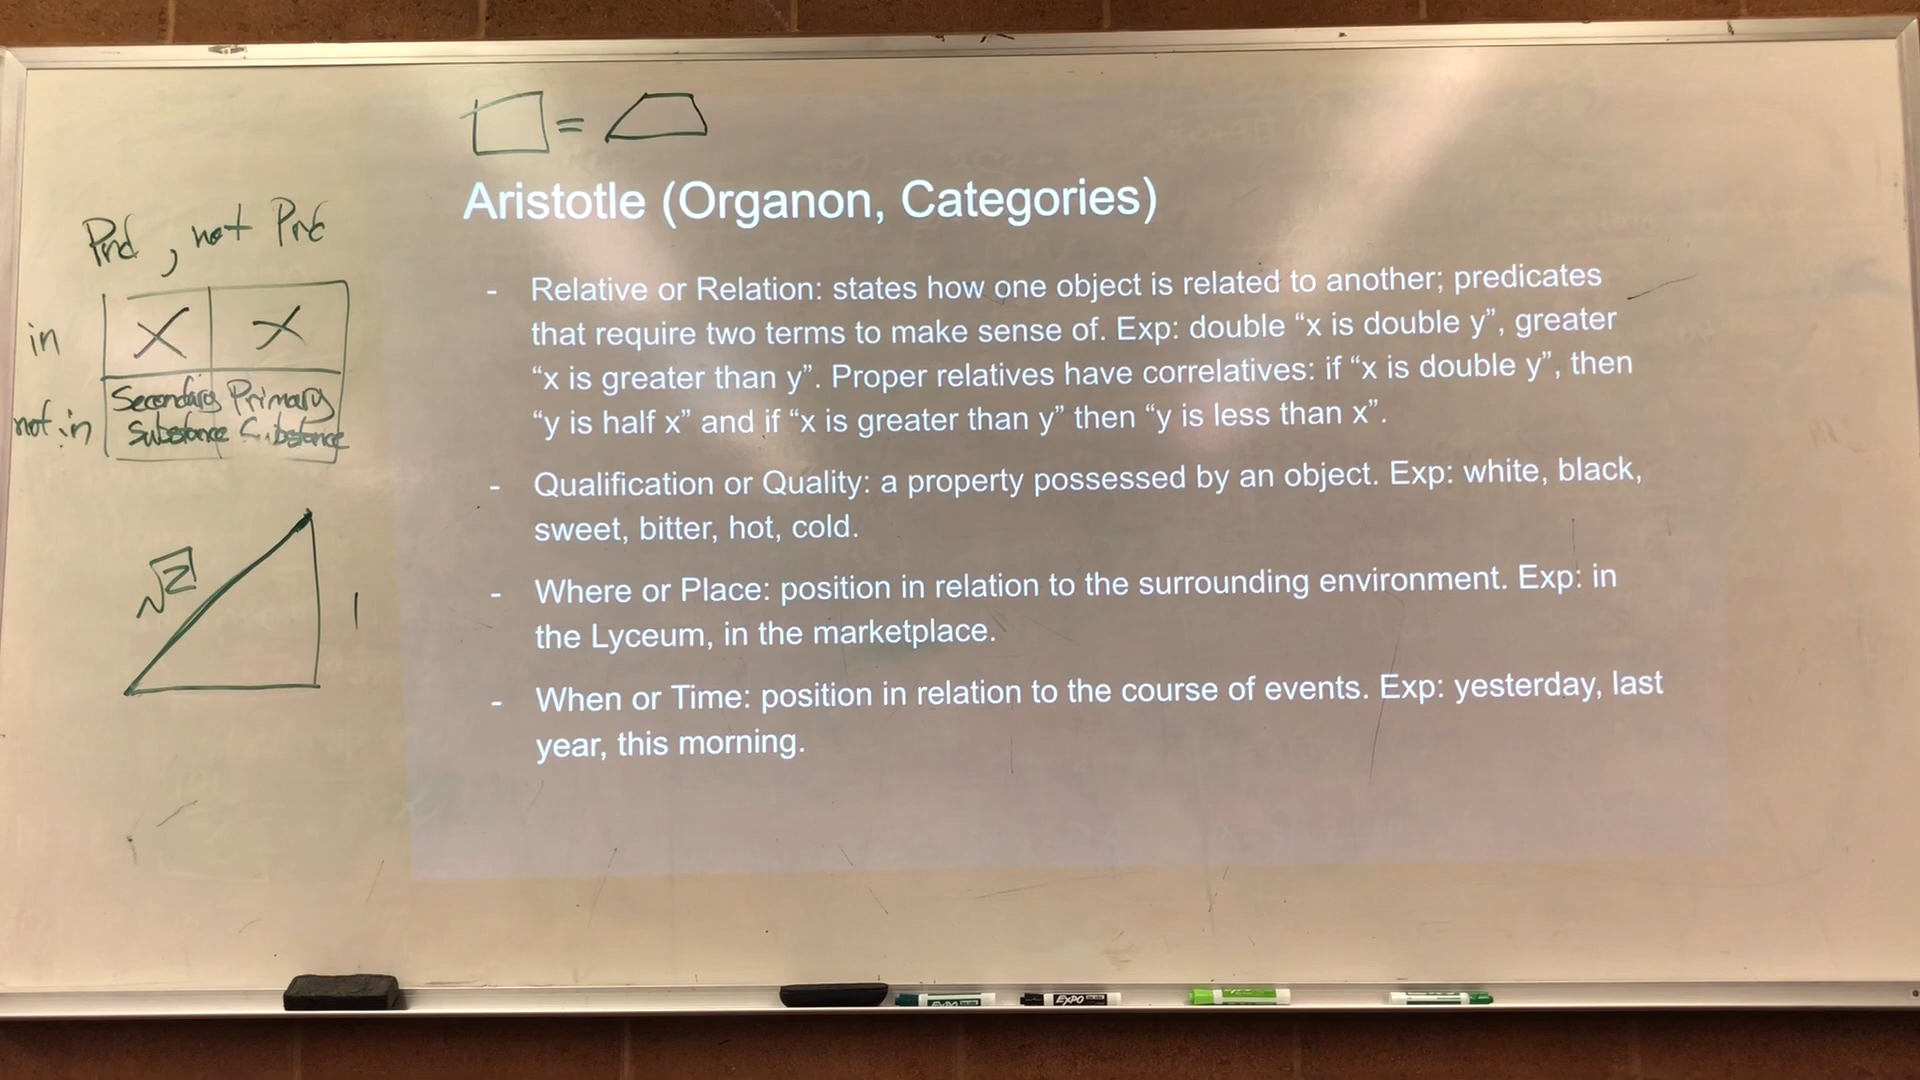 =
Aristotle (Organon, Categories)
- Relative or Relation: states how one object is related to another; predicates
that require two terms to make sense of. Exp: double “x is double y”, greater
“x is greater than y”. Proper relatives have correlatives: if “x is double y”, then
“y is half x” and if “x is greater than y” then “y is less than x”.
- Qualification or Quality: a property possessed by an object. Exp: white, black,
sweet, bitter, hot, cold.
- Where or Place: position in relation to the surrounding environment. Exp: in
the Lyceum, in the marketplace.
- When or Time: position in relation to the course of events. Exp: yesterday, last
year, this morning.
Prd, not Prd
in X X
not in Secondary Primary
Substance Substance
√2
1
EXPO
EXPO